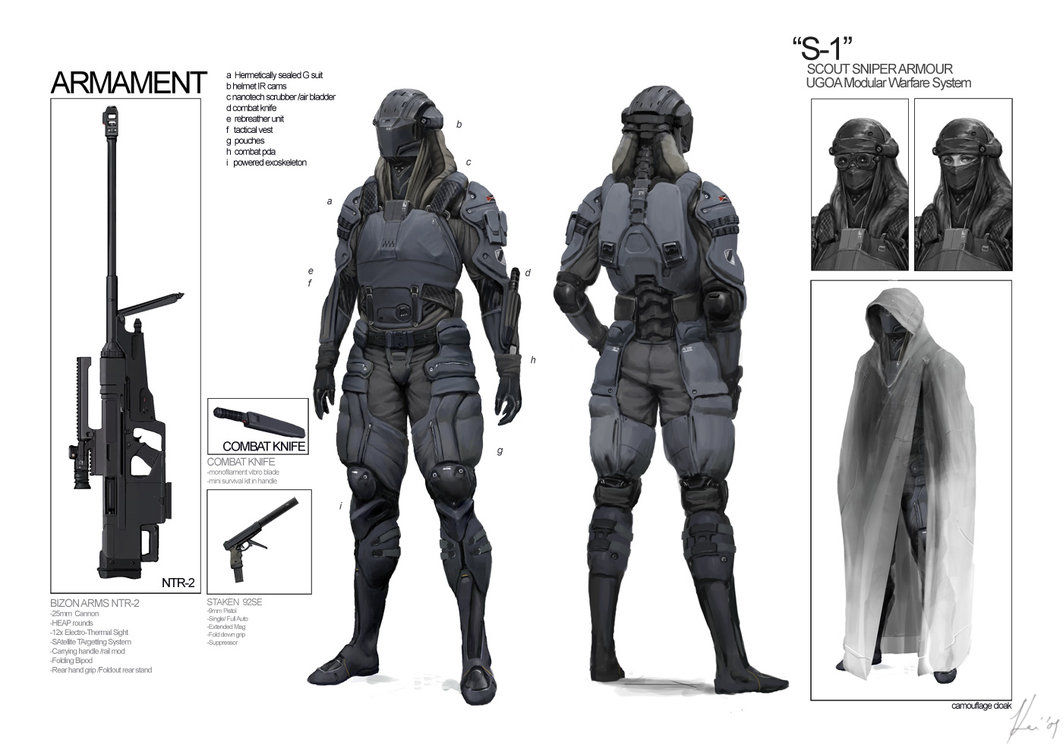 "S-1"
SCOUT SNIPER ARMOUR
UGOA Modular Warfare System
ARMAMENT
a Hermetically sealed G suit
b helmet IR cams
c nanotech scrubber /air bladder
d combat knife
e rebreather unit
f tactical vest
g pouches
h combat pda
i powered exoskeleton
b
c
a
e
f
d
h
g
i
COMBAT KNIFE
COMBAT KNIFE
-monofilament vibro blade
-mini survival kit in handle
NTR-2
BIZON ARMS NTR-2
-25mm Cannon
-HEAP rounds
-12x Electro-Thermal Sight
-SAtellite TArgetting System
-Carrying handle /rail mod
-Folding Bipod
-Rear hand grip /Foldout rear stand
STAKEN 92SE
-9mm Pistol
-Single/ Full Auto
-Extended Mag
-Fold down grip
-Suppressor
camouflage cloak